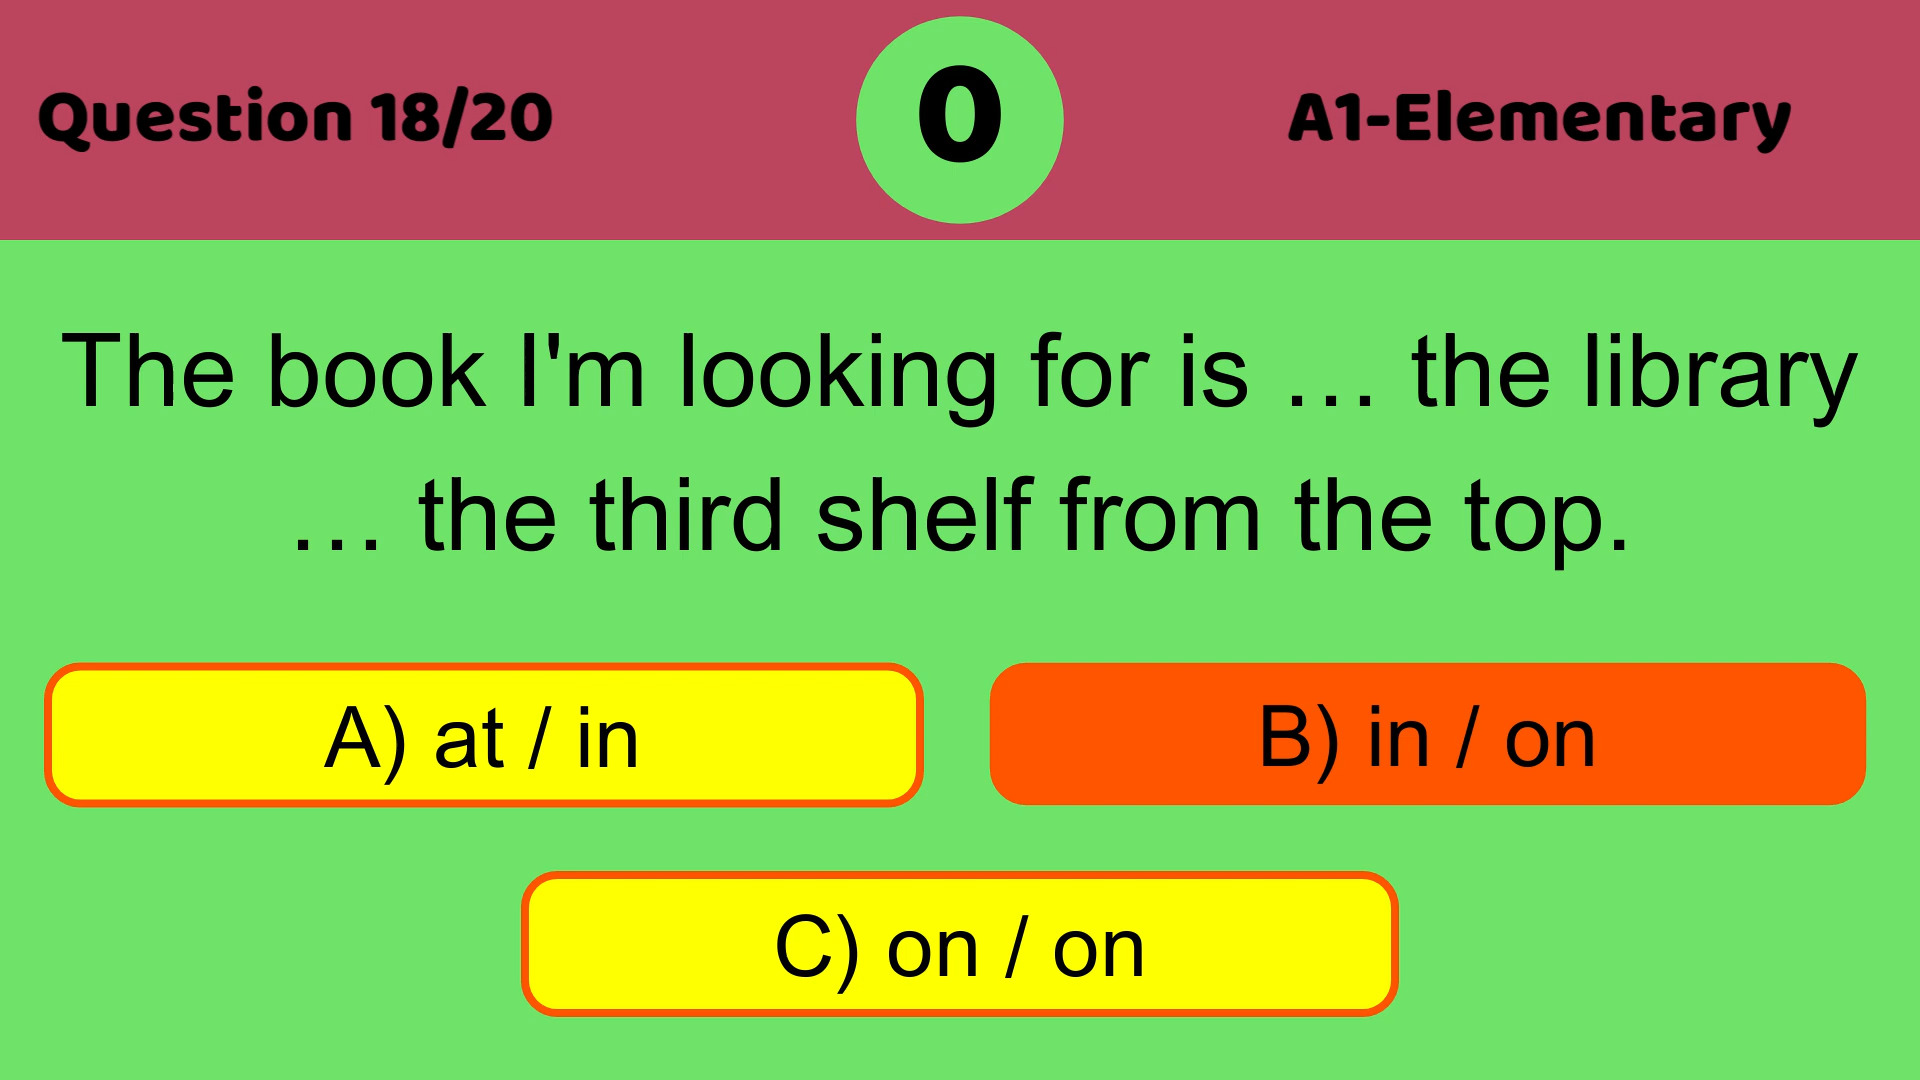 Question 18/20
0
A1-Elementary
The book I'm looking for is … the library
… the third shelf from the top.
A) at / in
B) in / on
C) on / on